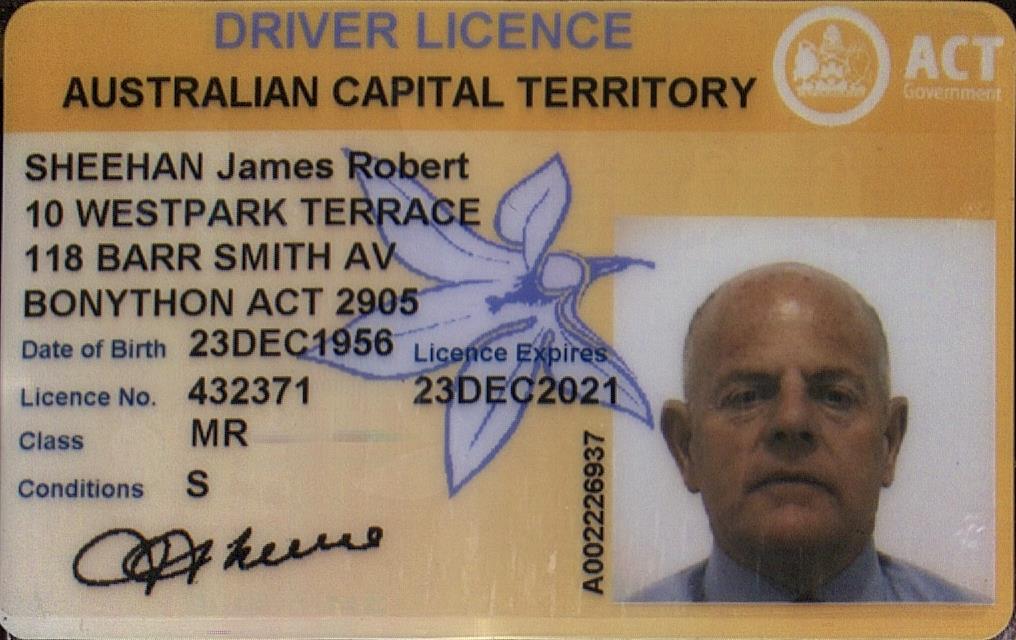 DRIVER LICENCE
AUSTRALIAN CAPITAL TERRITORY
ACT
Government
SHEEHAN James Robert
10 WESTPARK TERRACE
118 BARR SMITH AV
BONYTHON ACT 2905
Date of Birth 23DEC1956 Licence Expires
Licence No. 432371 23DEC2021
Class MR
Conditions S
A002226937